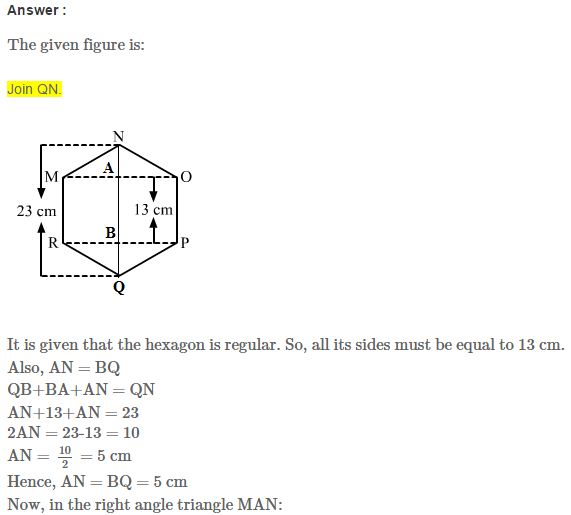 Answer :
The given figure is:
Join QN.
N
A
M
O
23 cm
13 cm
B
R
P
Q
It is given that the hexagon is regular. So, all its sides must be equal to 13 cm.
Also, AN = BQ
QB+BA+AN = QN
AN+13+AN = 23
2AN = 23-13 = 10
AN = 10/2 = 5 cm
Hence, AN = BQ = 5 cm
Now, in the right angle triangle MAN: